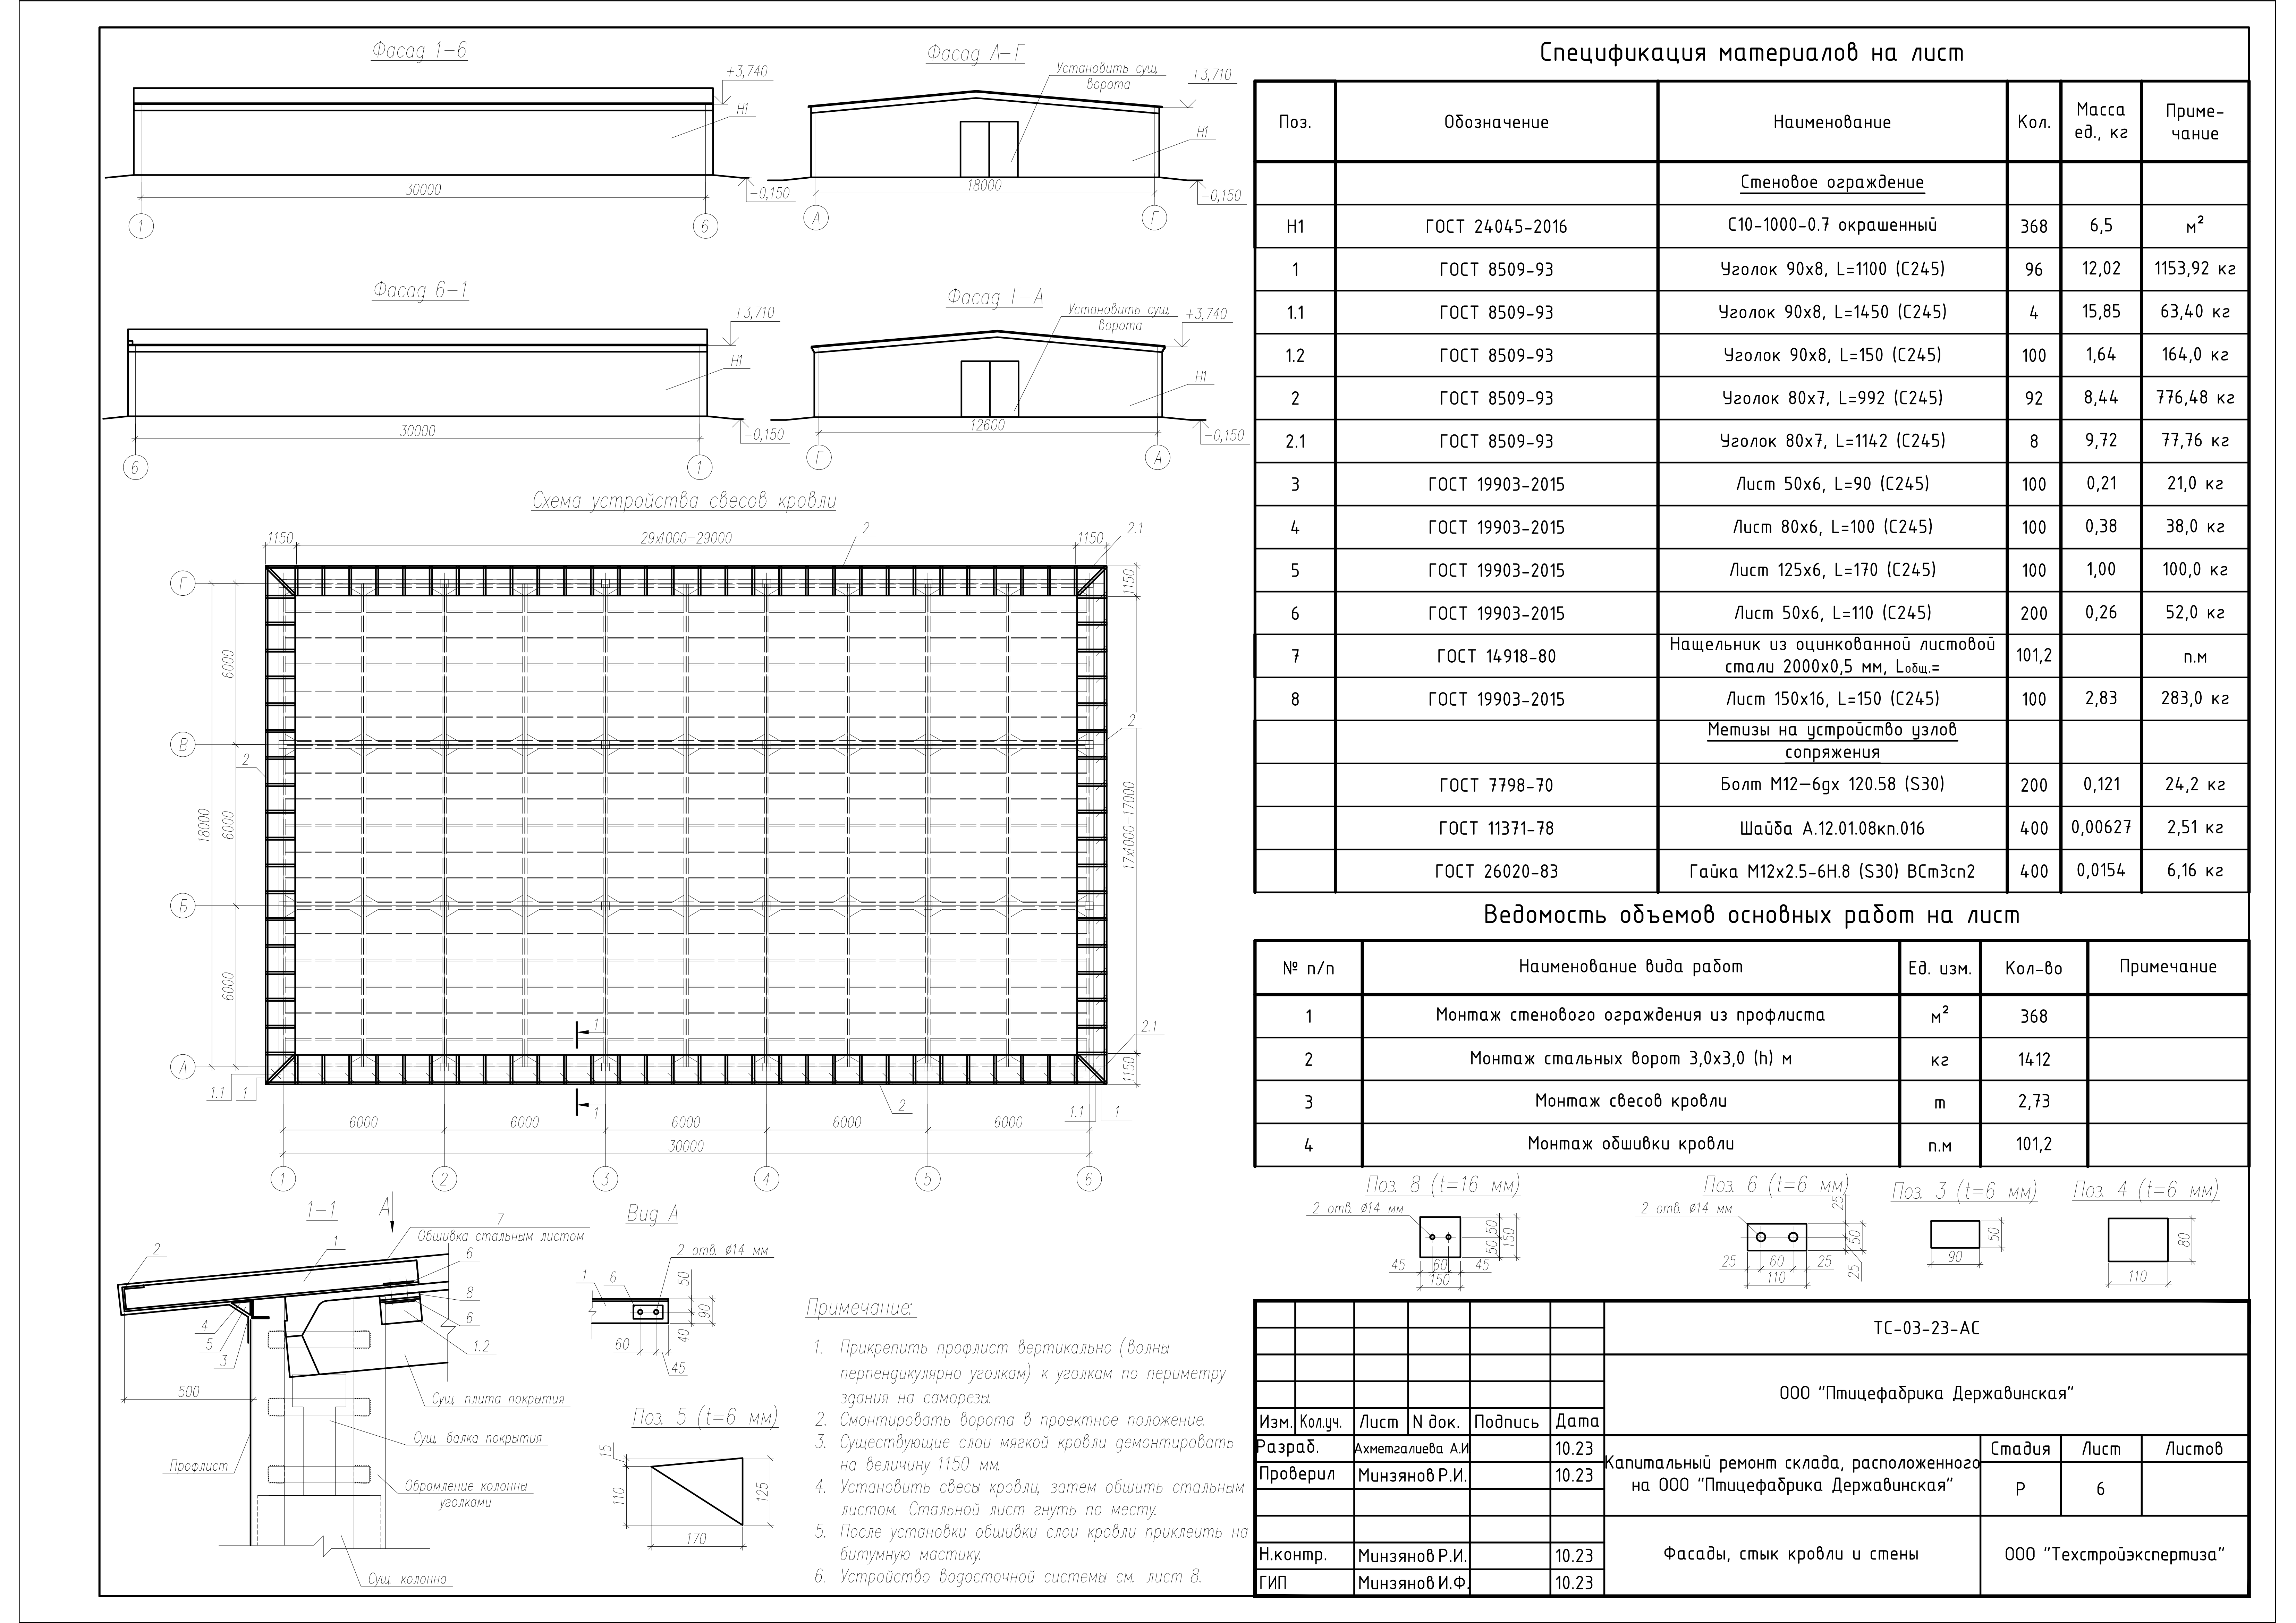 Фасад 1-6
+3,740
Н1
30000
-0,150
1
6
Фасад А-Г
Установить сущ.
ворота
+3,710
Н1
18000
-0,150
А
Г
Фасад 6-1
+3,710
Н1
30000
-0,150
6
1
Фасад Г-А
Установить сущ.
ворота
+3,740
Н1
12600
-0,150
Г
А
Схема устройства свесов кровли
1150
29х1000=29000
2
1150
2.1
Г
1150
6000
В
2
2
18000
6000
17х1000=17000
Б
6000
1
2.1
А
1150
1.1
1
1
2
1.1
1
6000
6000
6000
6000
6000
30000
1
2
3
4
5
6
1-1
А
7
Обшивка стальным листом
2
1
6
8
6
4
5
3
1.2
500
Сущ. плита покрытия
Сущ. балка покрытия
Профлист
Обрамление колонны
уголками
Сущ. колонна
Вид А
2 отв. Ø14 мм
1
6
50
90
40
60
45
Поз. 5 (t=6 мм)
15
110
125
170
Примечание:
1. Прикрепить профлист вертикально (волны
перпендикулярно уголкам) к уголкам по периметру
здания на саморезы.
2. Смонтировать ворота в проектное положение.
3. Существующие слои мягкой кровли демонтировать
на величину 1150 мм.
4. Установить свесы кровли, затем обшить стальным
листом. Стальной лист гнуть по месту.
5. После установки обшивки слои кровли приклеить на
битумную мастику.
6. Устройство водосточной системы см. лист 8.
Спецификация материалов на лист
Поз. Обозначение Наименование Кол. Масса ед., кг Приме-чание
Стеновое ограждение
Н1 ГОСТ 24045-2016 С10-1000-0.7 окрашенный 368 6,5 м²
1 ГОСТ 8509-93 Уголок 90х8, L=1100 (С245) 96 12,02 1153,92 кг
1.1 ГОСТ 8509-93 Уголок 90х8, L=1450 (С245) 4 15,85 63,40 кг
1.2 ГОСТ 8509-93 Уголок 90х8, L=150 (С245) 100 1,64 164,0 кг
2 ГОСТ 8509-93 Уголок 80х7, L=992 (С245) 92 8,44 776,48 кг
2.1 ГОСТ 8509-93 Уголок 80х7, L=1142 (С245) 8 9,72 77,76 кг
3 ГОСТ 19903-2015 Лист 50х6, L=90 (С245) 100 0,21 21,0 кг
4 ГОСТ 19903-2015 Лист 80х6, L=100 (С245) 100 0,38 38,0 кг
5 ГОСТ 19903-2015 Лист 125х6, L=170 (С245) 100 1,00 100,0 кг
6 ГОСТ 19903-2015 Лист 50х6, L=110 (С245) 200 0,26 52,0 кг
7 ГОСТ 14918-80 Нащельник из оцинкованной листовой стали 2000х0,5 мм, Lобщ.= 101,2 п.м
8 ГОСТ 19903-2015 Лист 150х16, L=150 (С245) 100 2,83 283,0 кг
Метизы на устройство узлов
сопряжения
ГОСТ 7798-70 Болт М12–6gх 120.58 (S30) 200 0,121 24,2 кг
ГОСТ 11371-78 Шайба А.12.01.08кп.016 400 0,00627 2,51 кг
ГОСТ 26020-83 Гайка М12х2.5-6Н.8 (S30) ВСт3сп2 400 0,0154 6,16 кг
Ведомость объемов основных работ на лист
№ п/п Наименование вида работ Ед. изм. Кол-во Примечание
1 Монтаж стенового ограждения из профлиста м² 368
2 Монтаж стальных ворот 3,0х3,0 (h) м кг 1412
3 Монтаж свесов кровли т 2,73
4 Монтаж обшивки кровли п.м 101,2
Поз. 8 (t=16 мм)
2 отв. Ø14 мм
50
50
150
45
60
45
150
Поз. 6 (t=6 мм)
2 отв. Ø14 мм
25
50
25
25
60
25
110
Поз. 3 (t=6 мм)
50
90
Поз. 4 (t=6 мм)
80
110
ТС-03-23-АС
ООО "Птицефабрика Державинская"
Изм. Кол.уч. Лист N док. Подпись Дата
Разраб. Ахметгалиева А.И 10.23
Проверил Минзянов Р.И. 10.23
Капитальный ремонт склада, расположенного
на ООО "Птицефабрика Державинская"
Стадия Лист Листов
Р 6
Н.контр. Минзянов Р.И. 10.23
ГИП Минзянов И.Ф. 10.23
Фасады, стык кровли и стены
ООО "Техстройэкспертиза"